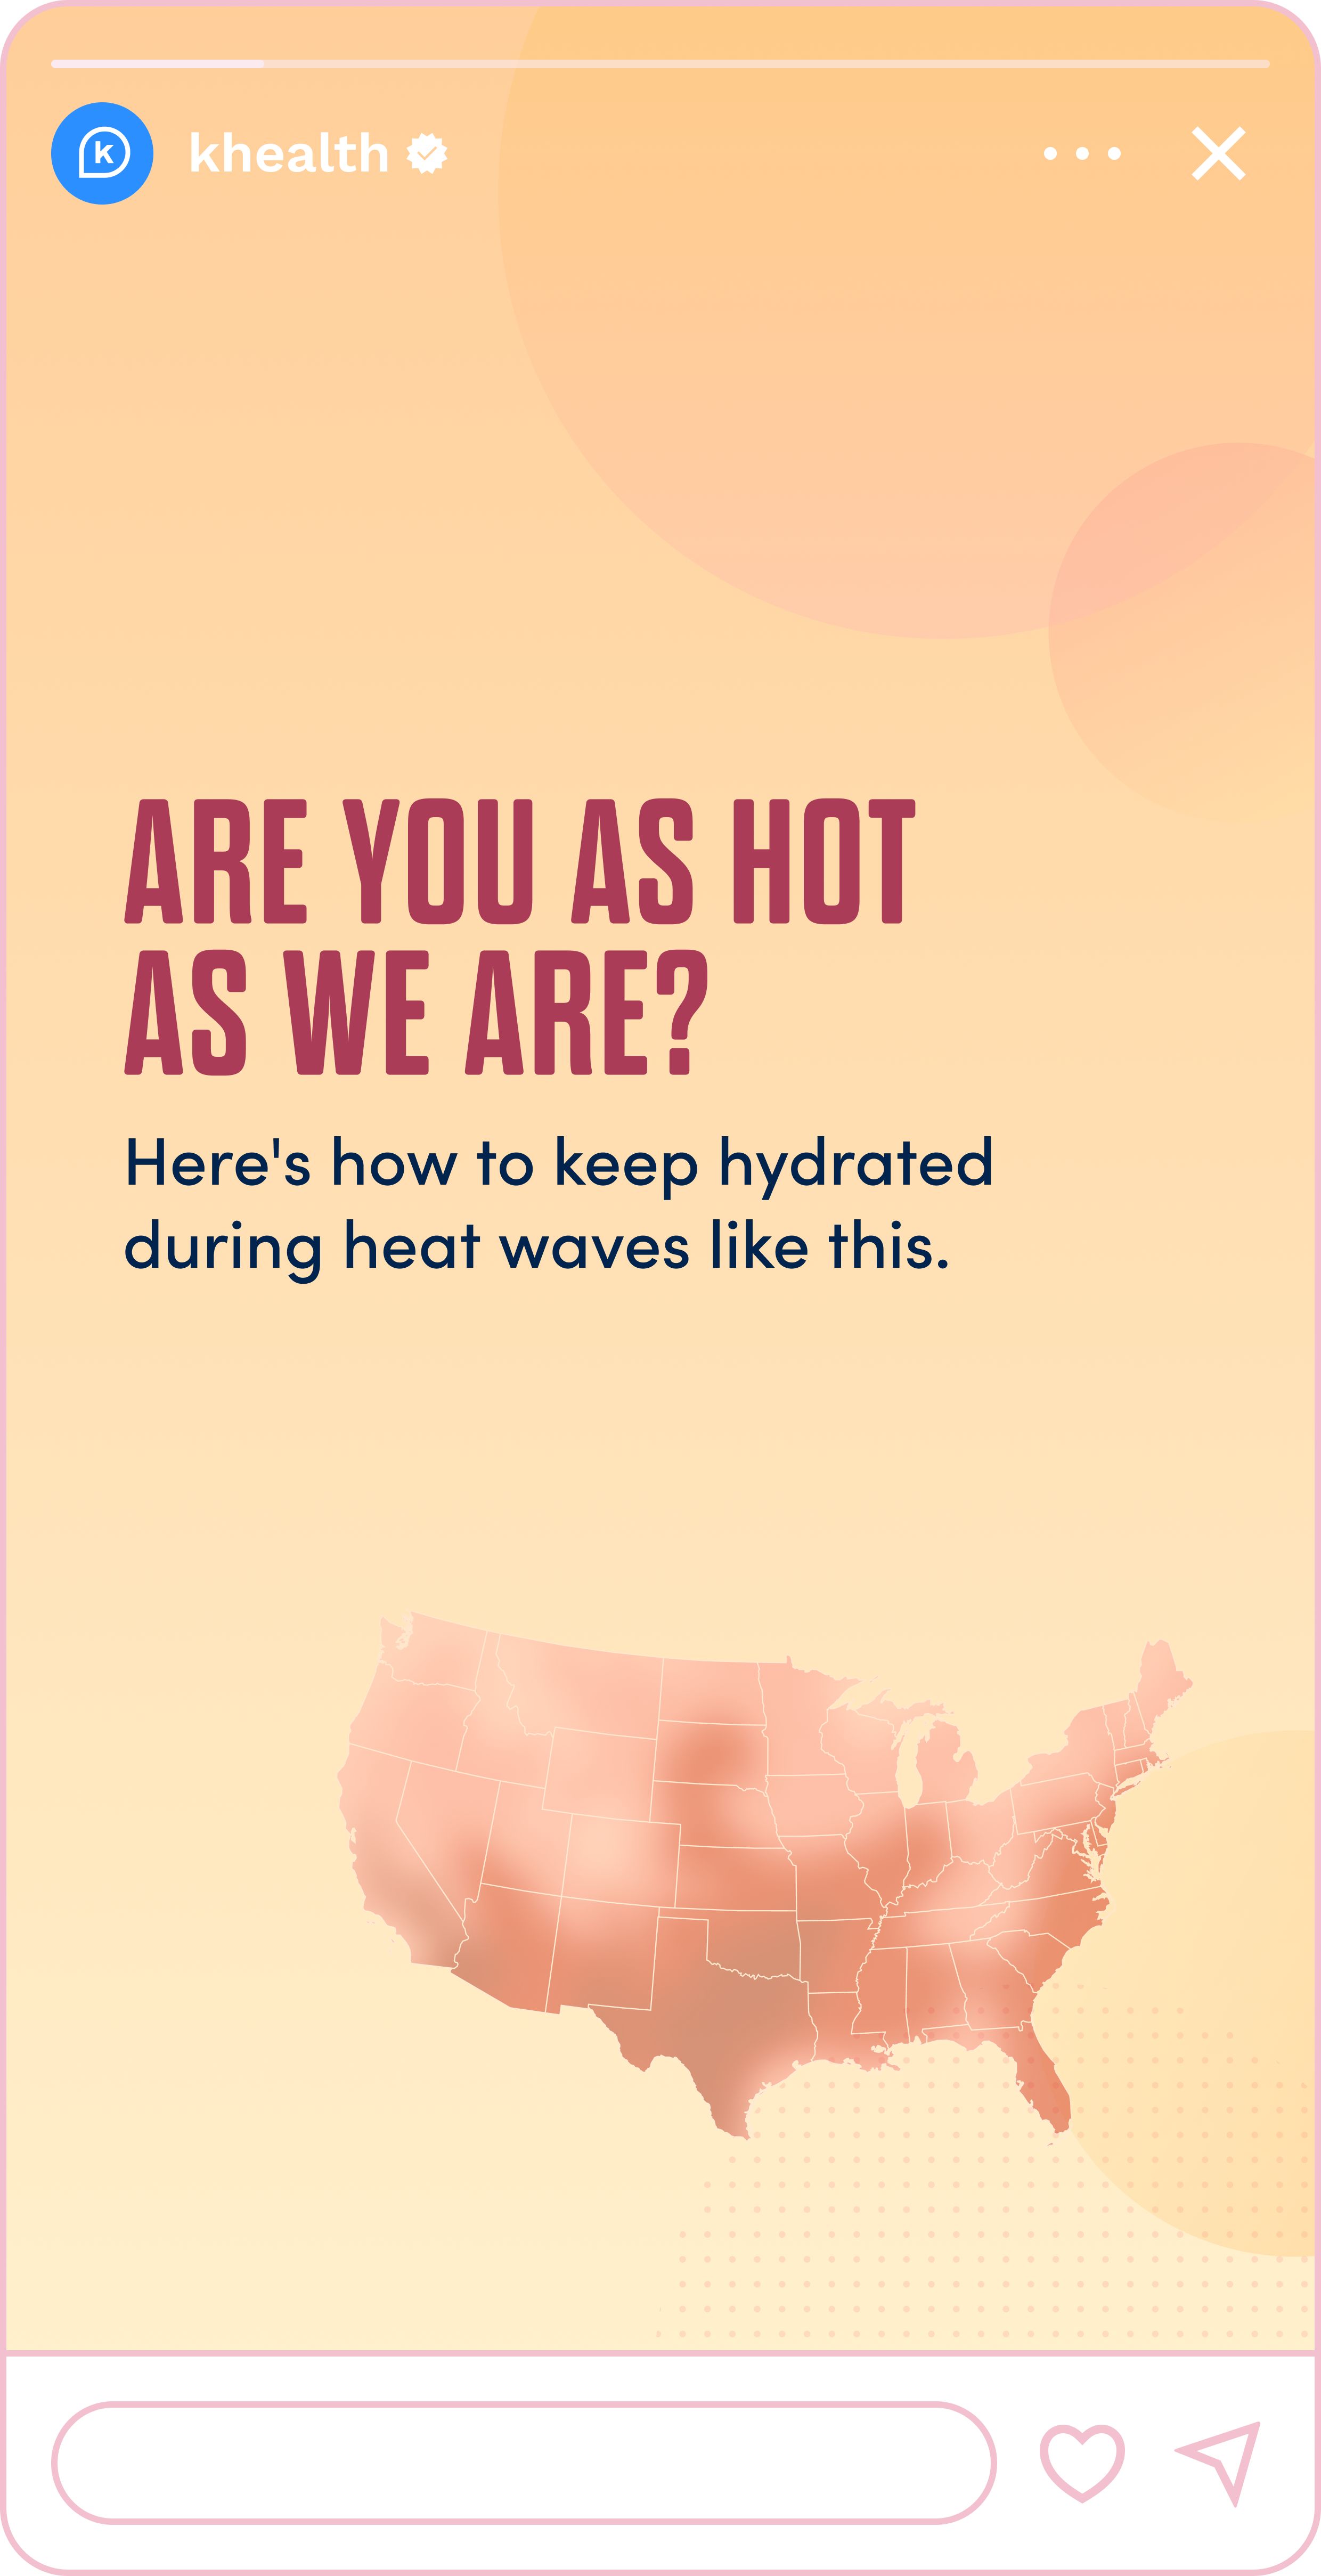 k
khealth
ARE YOU AS HOT
AS WE ARE?
Here's how to keep hydrated
during heat waves like this.